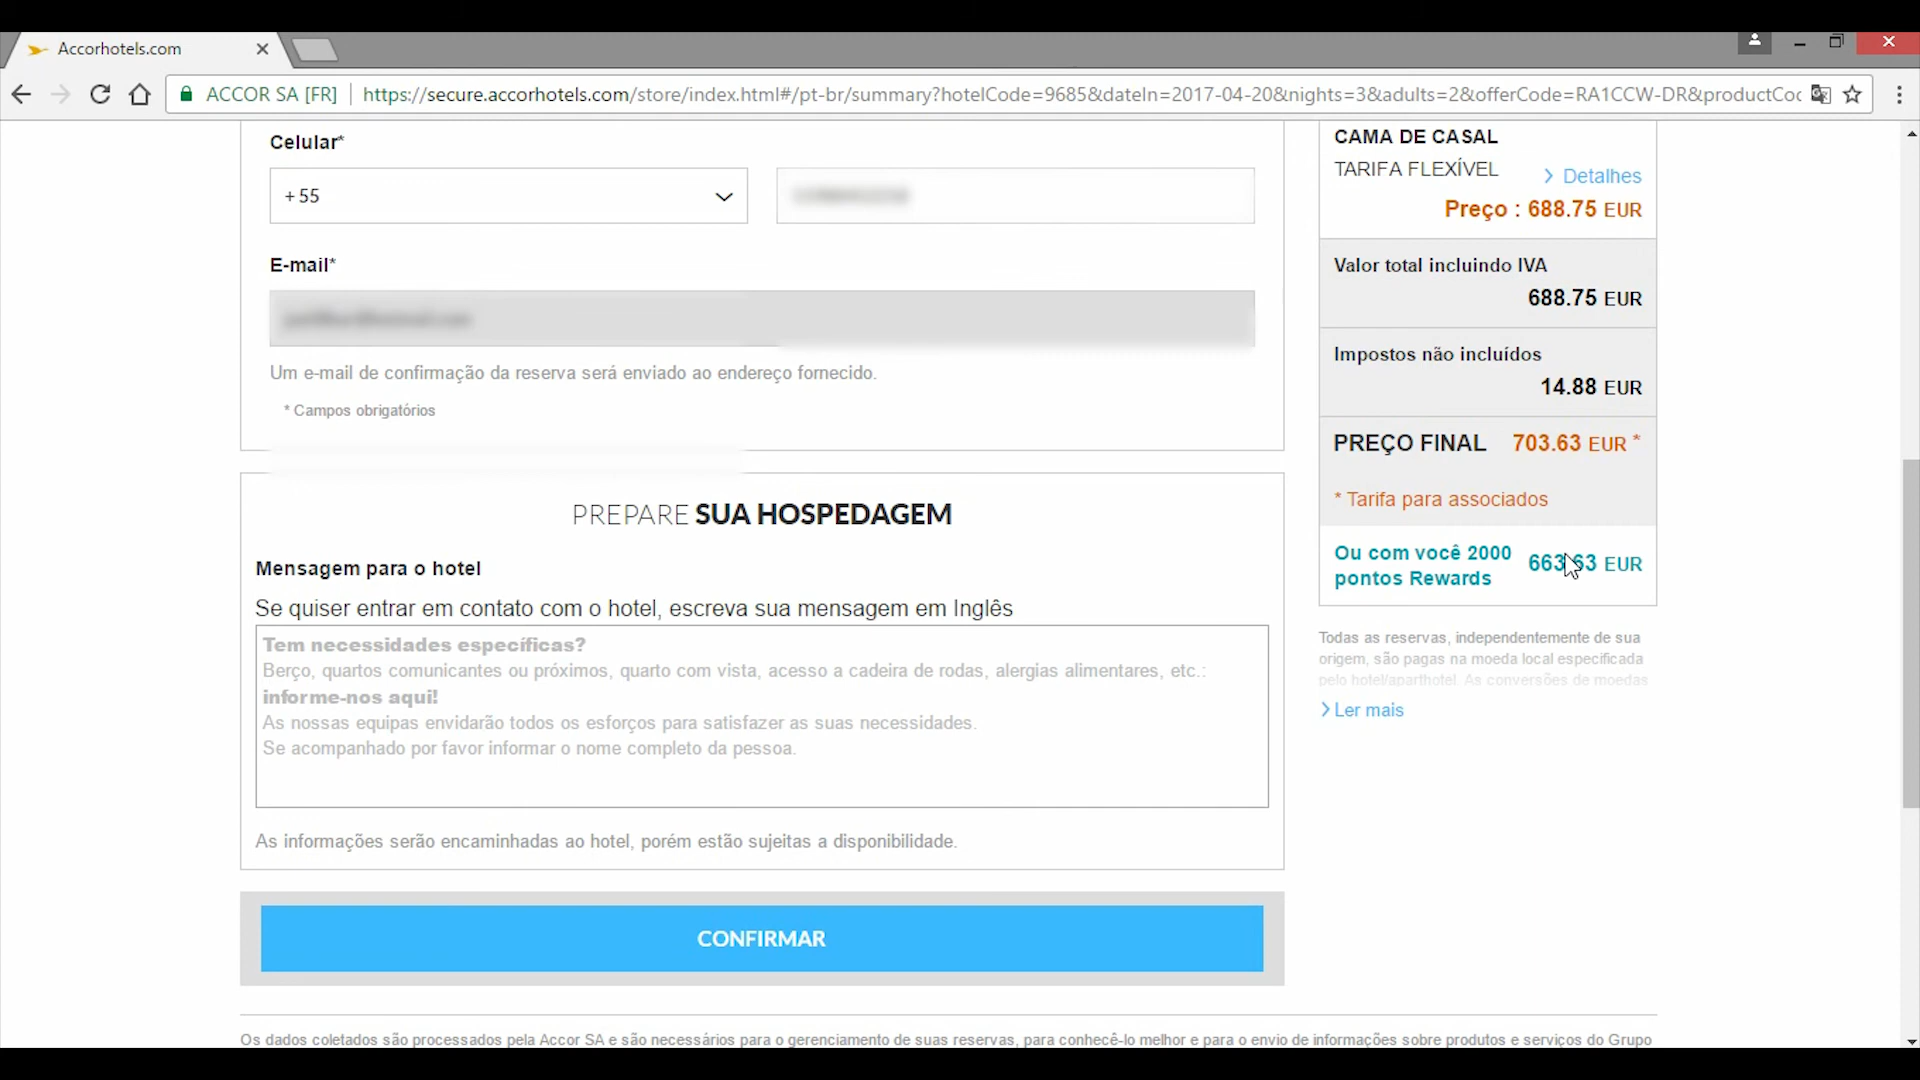 Accorhotels.com
ACCOR SA [FR] https://secure.accorhotels.com/store/index.html#/pt-br/summary?hotelCode=9685&dateIn=2017-04-20&nights=3&adults=2&offerCode=RA1CCW-DR&productCoc
Celular*
+ 55
E-mail*
Um e-mail de confirmação da reserva será enviado ao endereço fornecido.
* Campos obrigatórios
PREPARE SUA HOSPEDAGEM
Mensagem para o hotel
Se quiser entrar em contato com o hotel, escreva sua mensagem em Inglês
Tem necessidades específicas?
Berço, quartos comunicantes ou próximos, quarto com vista, acesso a cadeira de rodas, alergias alimentares, etc.:
informe-nos aqui!
As nossas equipas envidarão todos os esforços para satisfazer as suas necessidades.
Se acompanhado por favor informar o nome completo da pessoa.
As informações serão encaminhadas ao hotel, porém estão sujeitas a disponibilidade.
CONFIRMAR
CAMA DE CASAL
TARIFA FLEXÍVEL
Detalhes
Preço : 688.75 EUR
Valor total incluindo IVA
688.75 EUR
Impostos não incluídos
14.88 EUR
PREÇO FINAL 703.63 EUR *
* Tarifa para associados
Ou com você 2000
pontos Rewards
663.63 EUR
Todas as reservas, independentemente de sua
origem, são pagas na moeda local especificada
pelo hotel/aparthotel. As conversões de moedas
Ler mais
Os dados coletados são processados pela Accor SA e são necessários para o gerenciamento de suas reservas, para conhecê-lo melhor e para o envio de informações sobre produtos e serviços do Grupo